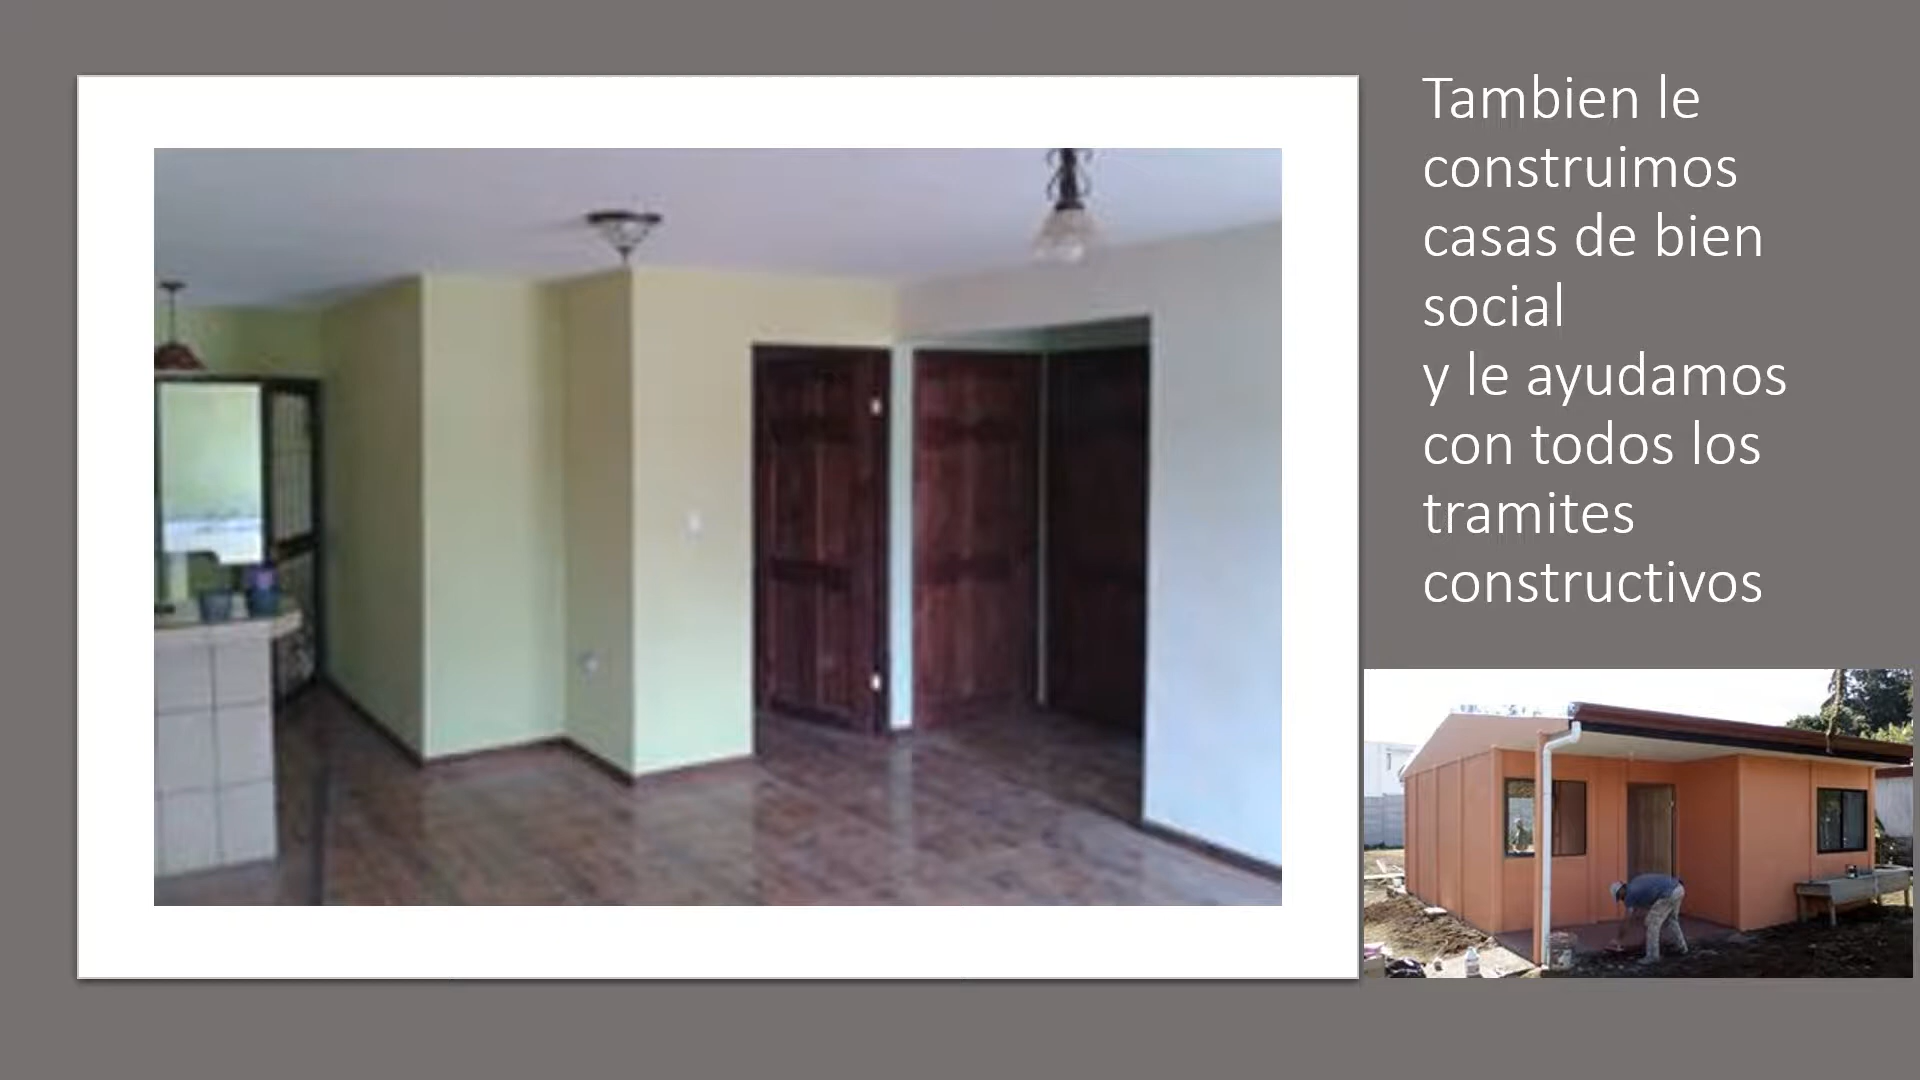 Tambien le
construimos
casas de bien
social
y le ayudamos
con todos los
tramites
constructivos